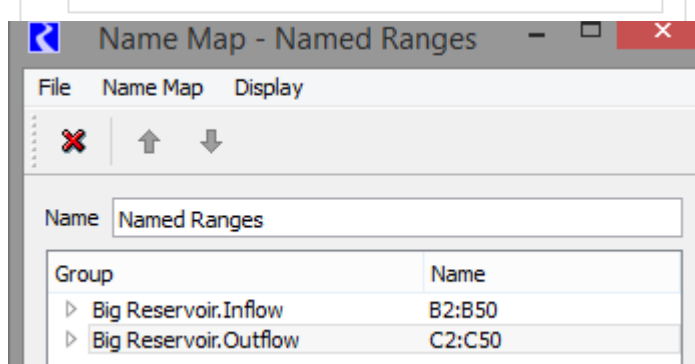 Name Map - Named Ranges
File Name Map Display
Name Named Ranges
Group Name
Big Reservoir.Inflow B2:B50
Big Reservoir.Outflow C2:C50